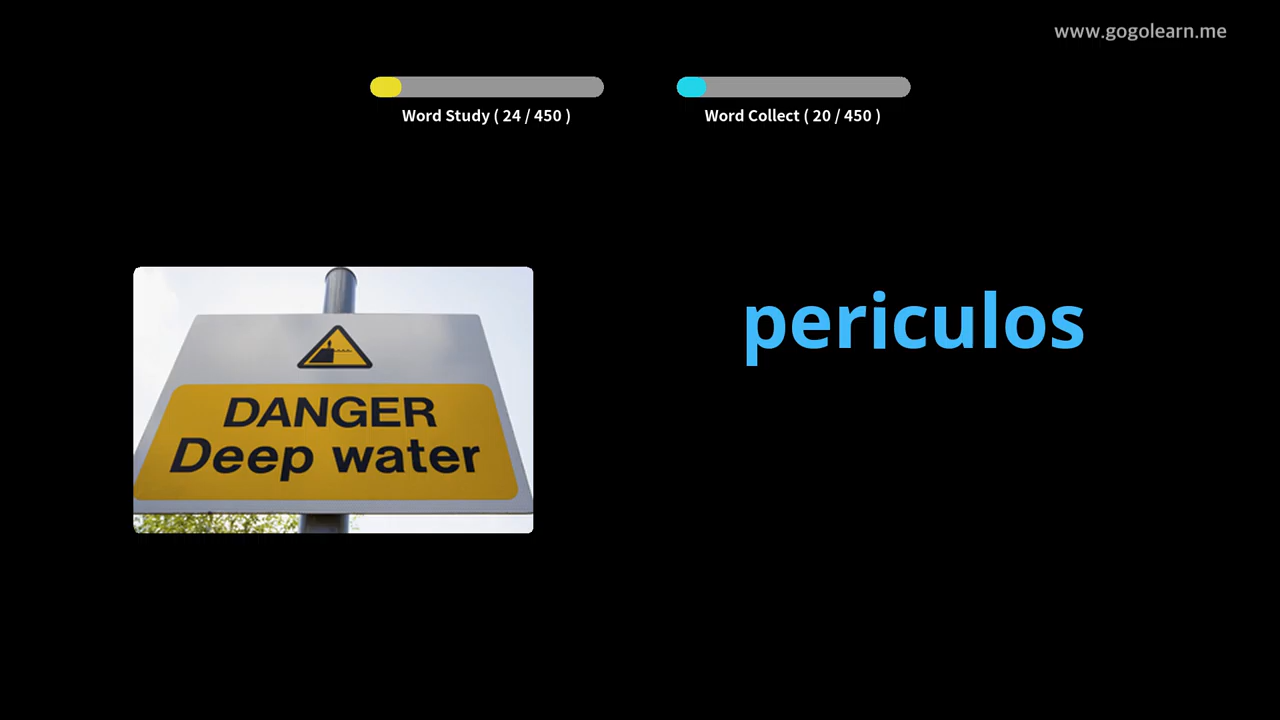 www.gogolearn.me
Word Study ( 24 / 450 )
Word Collect ( 20 / 450 )
DANGER
Deep water
periculos